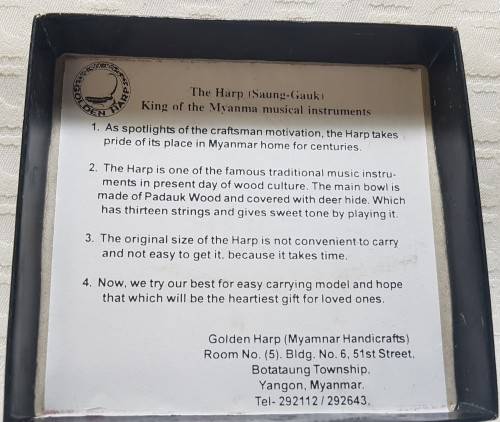 GOLDEN HARP
The Harp (Saung-Gauk)
King of the Myanma musical instruments
1. As spotlights of the craftsman motivation, the Harp takes
pride of its place in Myanmar home for centuries.
2. The Harp is one of the famous traditional music instru-
ments in present day of wood culture. The main bowl is
made of Padauk Wood and covered with deer hide. Which
has thirteen strings and gives sweet tone by playing it.
3. The original size of the Harp is not convenient to carry
and not easy to get it. because it takes time.
4. Now, we try our best for easy carrying model and hope
that which will be the heartiest gift for loved ones.
Golden Harp (Myamnar Handicrafts)
Room No. (5). Bldg. No. 6, 51st Street.
Botataung Township.
Yangon, Myanmar.
Tel- 292112 / 292643.